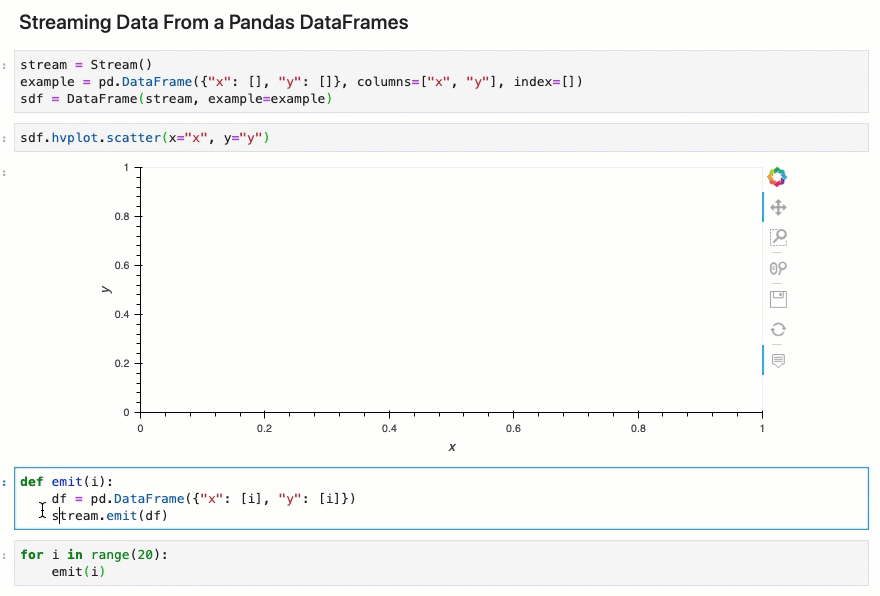 Streaming Data From a Pandas DataFrames
:
stream = Stream()
example = pd.DataFrame({"x": [], "y": []}, columns=["x", "y"], index=[])
sdf = DataFrame(stream, example=example)
:
sdf.hvplot.scatter(x="x", y="y")
:
1
0.8
0.6
0.4
0.2
0
y
0 0.2 0.4 0.6 0.8 1
x
:
def emit(i):
    df = pd.DataFrame({"x": [i], "y": [i]})
    stream.emit(df)
:
for i in range(20):
    emit(i)